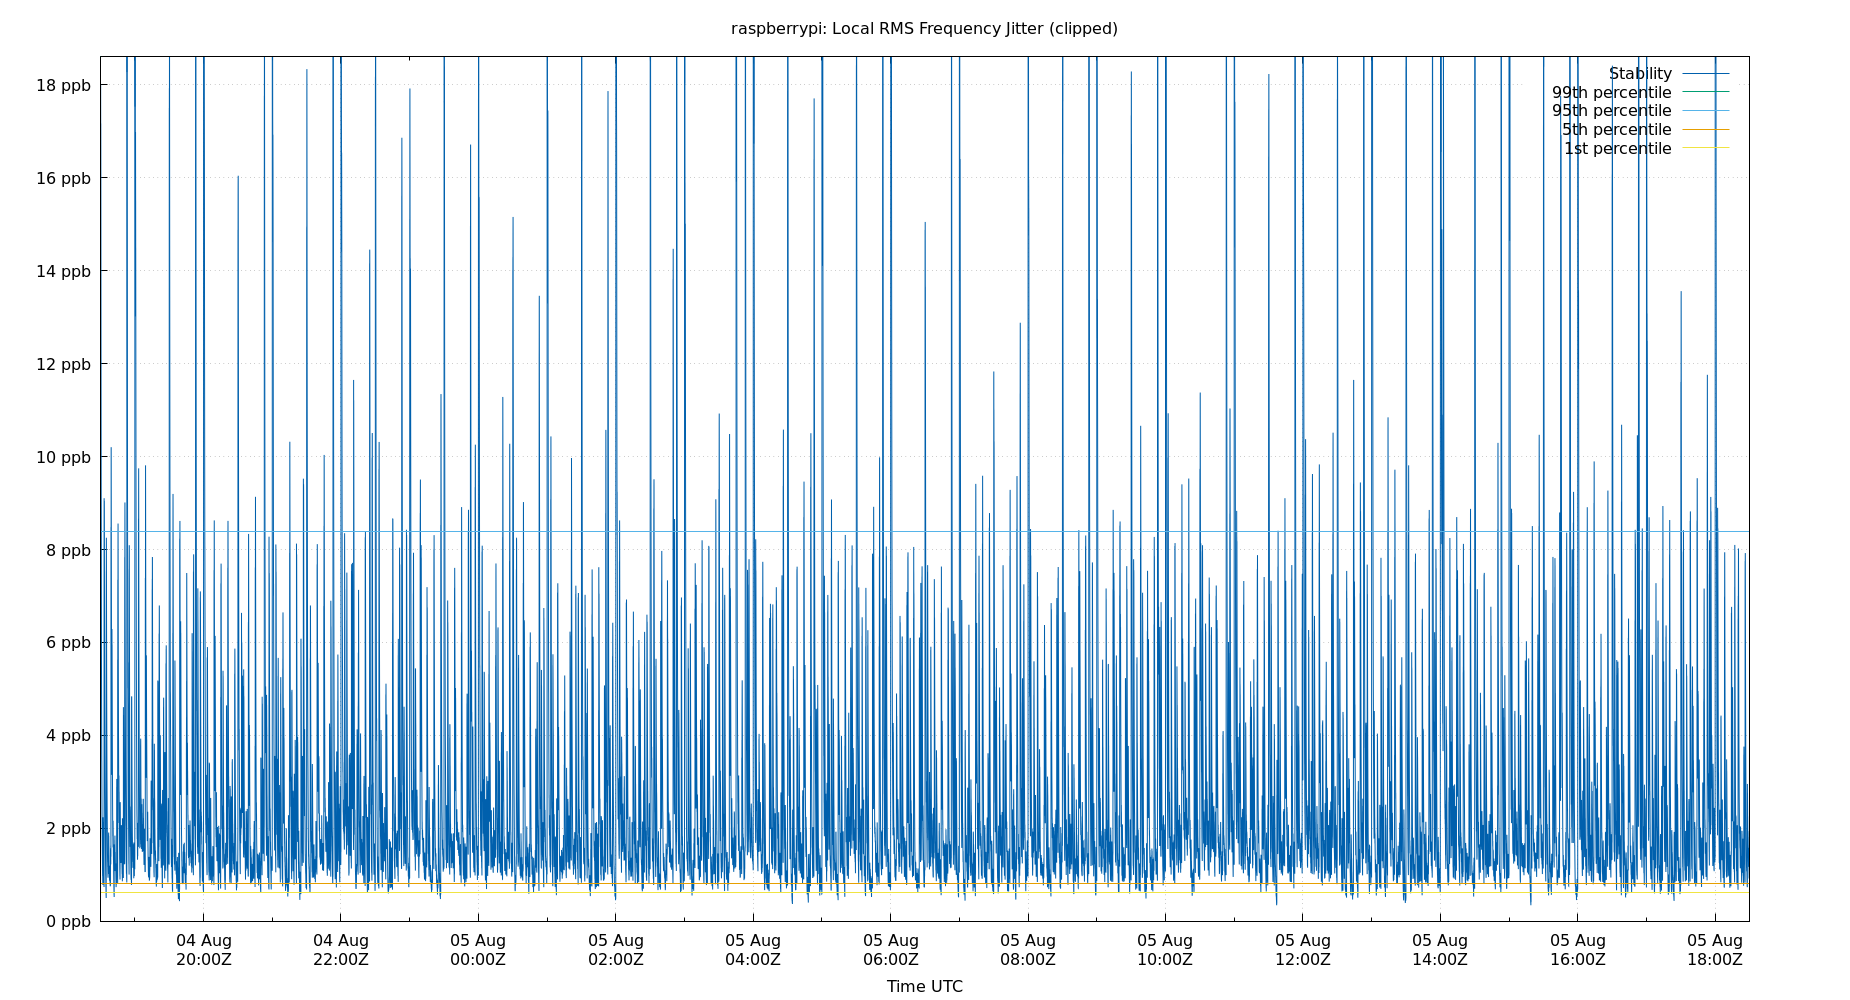 raspberrypi: Local RMS Frequency Jitter (clipped)
18 ppb
16 ppb
14 ppb
12 ppb
10 ppb
8 ppb
6 ppb
4 ppb
2 ppb
0 ppb
Stability
99th percentile
95th percentile
5th percentile
1st percentile
04 Aug
20:00Z
04 Aug
22:00Z
05 Aug
00:00Z
05 Aug
02:00Z
05 Aug
04:00Z
05 Aug
06:00Z
05 Aug
08:00Z
05 Aug
10:00Z
05 Aug
12:00Z
05 Aug
14:00Z
05 Aug
16:00Z
05 Aug
18:00Z
Time UTC